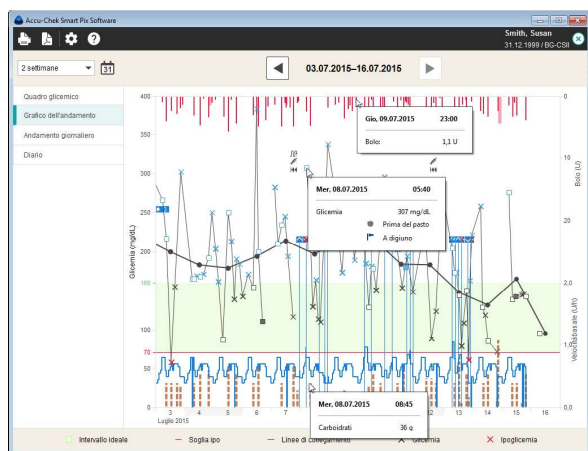 Accu-Chek Smart Pix Software
Smith, Susan
31.12.1999 / BG-CSII
2 settimane
31
03.07.2015–16.07.2015
Quadro glicemico
Grafico dell'andamento
Andamento giornaliero
Diario
Glicemia (mg/dL)
400
350
300
250
200
160
100
70
50
0
0
10
20
2,0
1,0
0,0
Bolo (U)
Gio, 09.07.2015 23:00
Bolo: 1,1 U
Mer, 08.07.2015 05:40
Glicemia 307 mg/dL
Prima del pasto
A digiuno
Mer, 08.07.2015 08:45
Carboidrati 36 g
3 4 5 6 7 12 13 14 15 16
Luglio 2015
Intervallo ideale
Soglia ipo
Linee di collegamento
Glicemia
Ipoglicemia